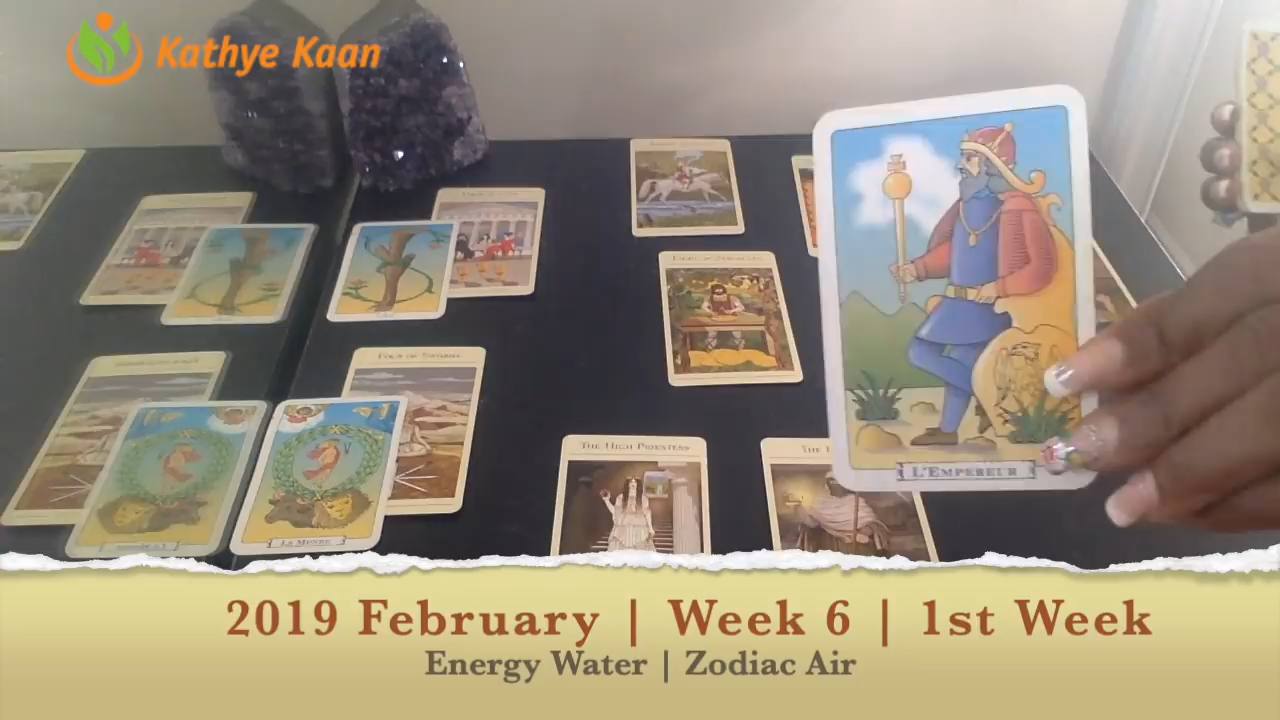 Kathye Kaan
L'EMPEREUR
FOUR OF SWORDS
LE MONDE
THE HIGH PRIESTESS
THE
2019 February | Week 6 | 1st Week
Energy Water | Zodiac Air